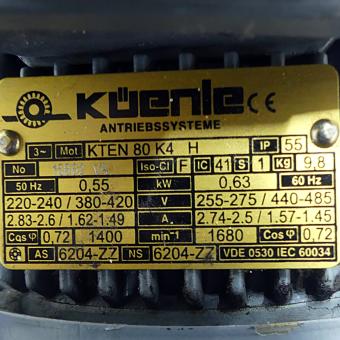 KÜenle CE
ANTRIEBSSYSTEME
3~ Mot KTEN 80 K4 H IP 55
No Iso-Cl F IC 41 S 1 Kg 9,8
50 Hz 0,55 kW 0,63 60 Hz
220-240 / 380-420 V 255-275 / 440-485
2.83-2.6 / 1.62-1.49 A 2.74-2.5 / 1.57-1.45
Cos φ 0,72 1400 min⁻¹ 1680 Cos φ 0,72
AS 6204-ZZ NS 6204-ZZ VDE 0530 IEC 60034